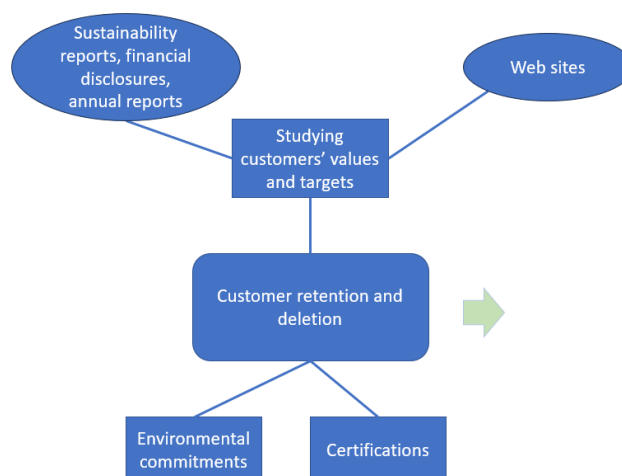 Sustainability
reports, financial
disclosures,
annual reports
Web sites
Studying
customers’ values
and targets
Customer retention and
deletion
Environmental
commitments
Certifications